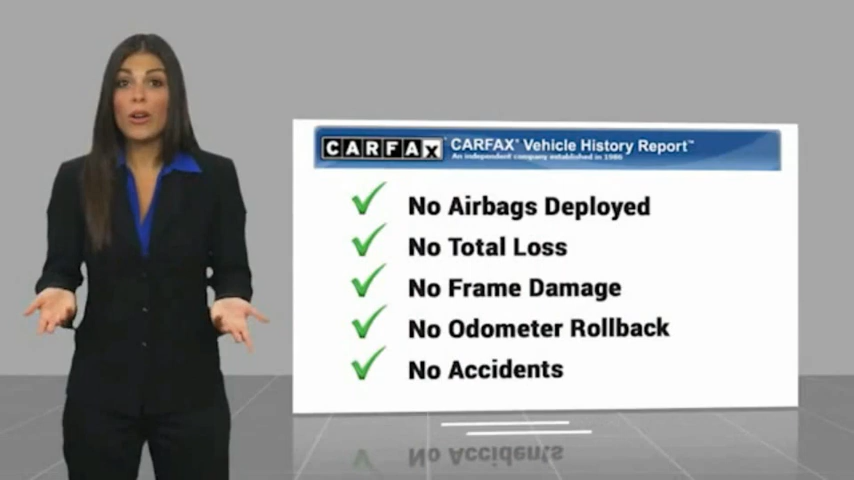 CARFAX CARFAX Vehicle History Report™
An independent company established in 1986
No Airbags Deployed
No Total Loss
No Frame Damage
No Odometer Rollback
No Accidents
No Accidents